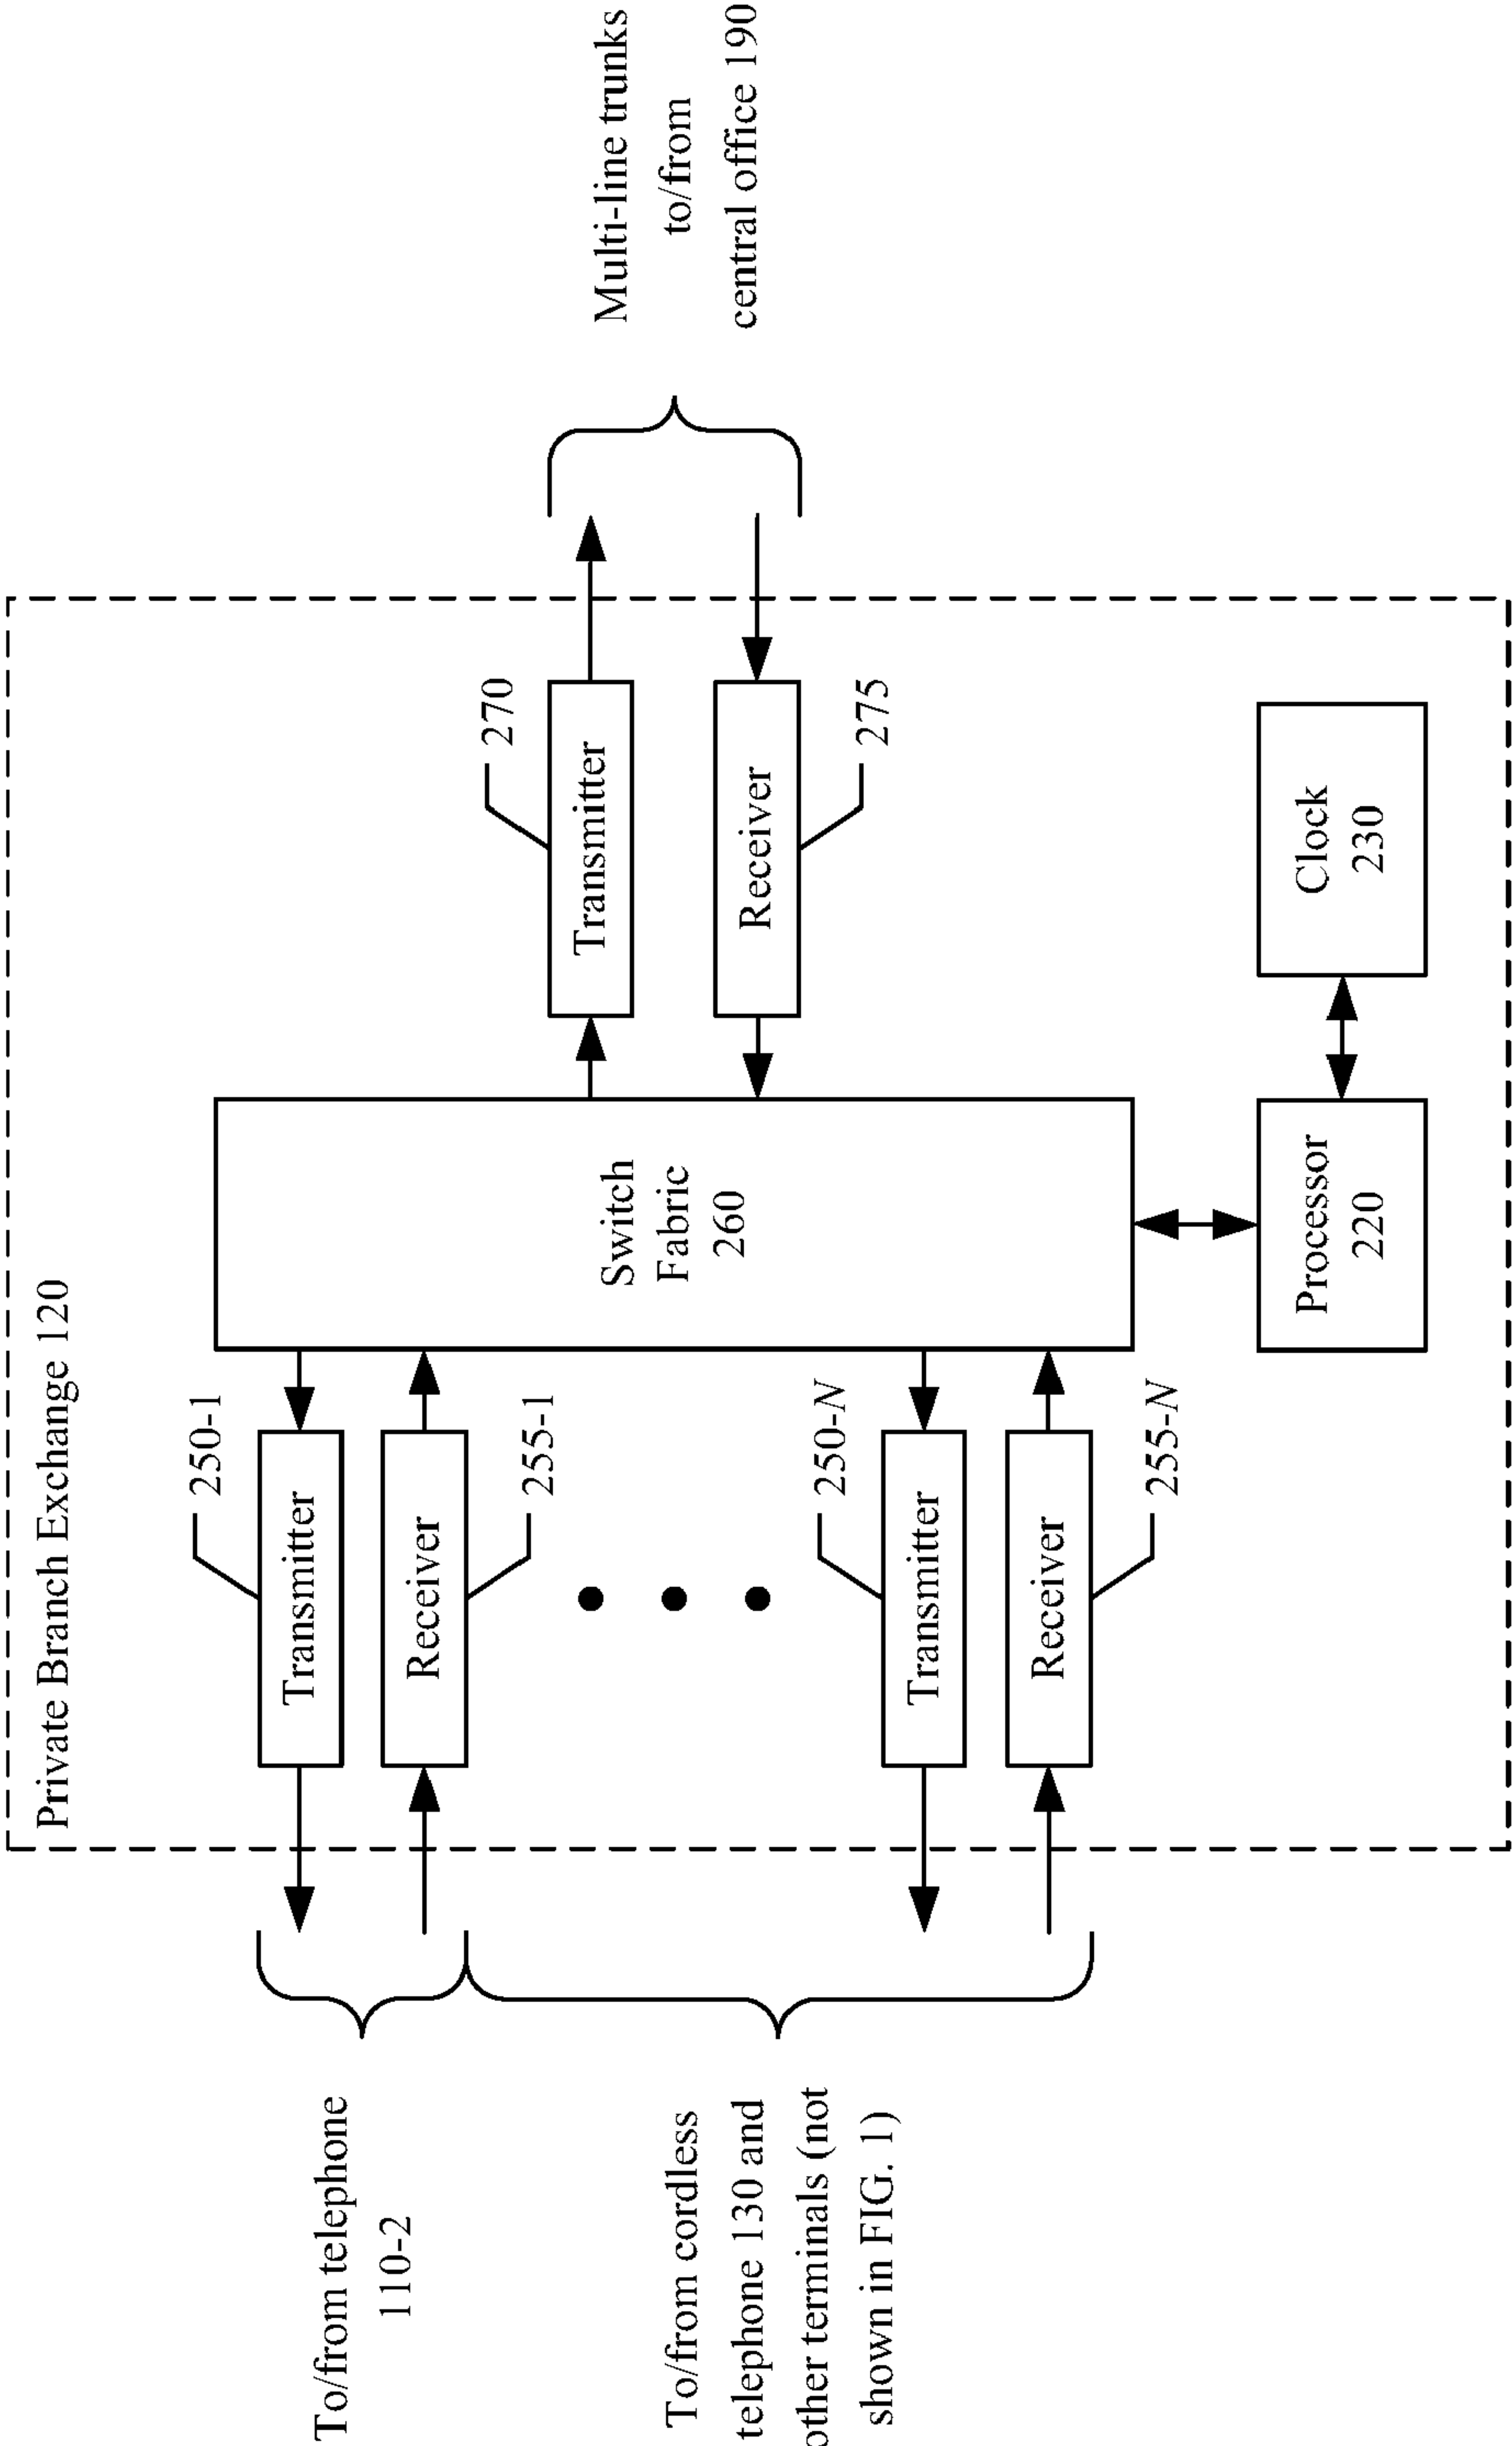 Private Branch Exchange 120
250-1
Transmitter
Receiver
255-1
250-N
Transmitter
Receiver
255-N
To/from telephone
110-2
To/from cordless
telephone 130 and
other terminals (not
shown in FIG. 1)
Switch
Fabric
260
270
Transmitter
Receiver
275
Multi-line trunks
to/from
central office 190
Processor
220
Clock
230